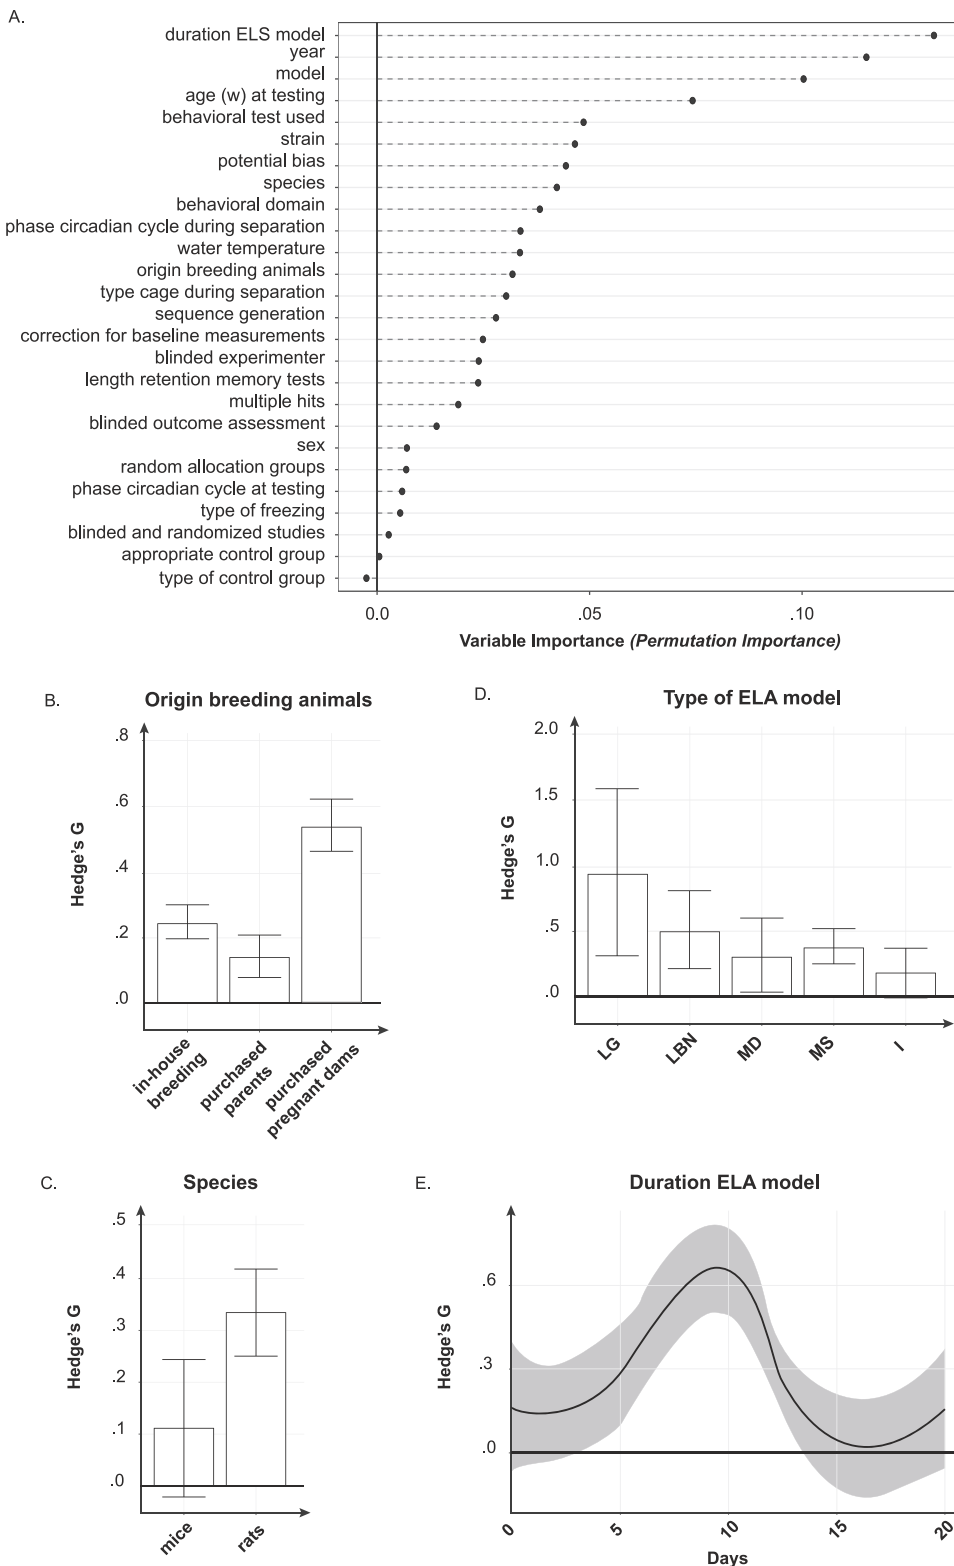 A.
duration ELS model
year
model
age (w) at testing
behavioral test used
strain
potential bias
species
behavioral domain
phase circadian cycle during separation
water temperature
origin breeding animals
type cage during separation
sequence generation
correction for baseline measurements
blinded experimenter
length retention memory tests
multiple hits
blinded outcome assessment
sex
random allocation groups
phase circadian cycle at testing
type of freezing
blinded and randomized studies
appropriate control group
type of control group
0.0 .05 .10
Variable Importance (Permutation Importance)
B. Origin breeding animals
Hedge's G
.8
.6
.4
.2
.0
in-house
breeding
purchased
parents
purchased
pregnant dams
D. Type of ELA model
Hedge's G
2.0
1.5
1.0
.5
.0
LG LBN MD MS I
C. Species
Hedge's G
.5
.4
.3
.2
.1
.0
mice rats
E. Duration ELA model
Hedge's G
.6
.3
.0
0 5 10 15 20
Days